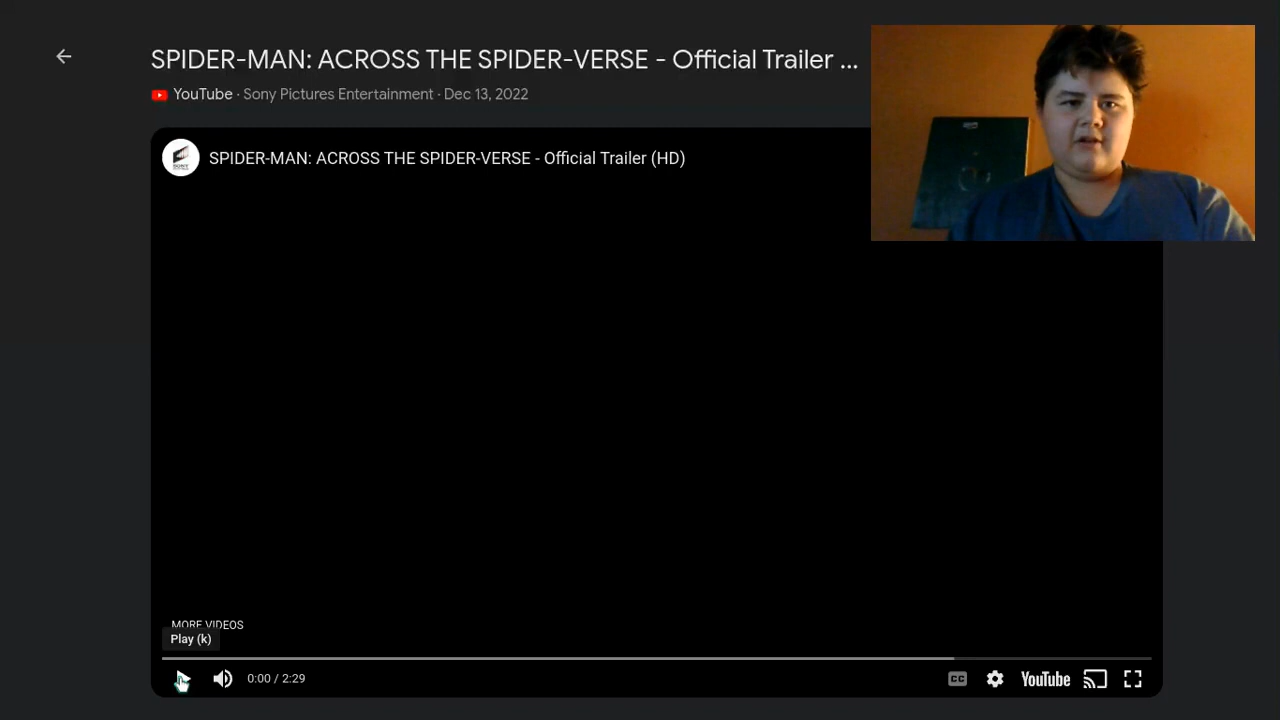 SPIDER-MAN: ACROSS THE SPIDER-VERSE - Official Trailer ...
YouTube · Sony Pictures Entertainment · Dec 13, 2022
SPIDER-MAN: ACROSS THE SPIDER-VERSE - Official Trailer (HD)
MORE VIDEOS
Play (k)
0:00 / 2:29
CC
YouTube